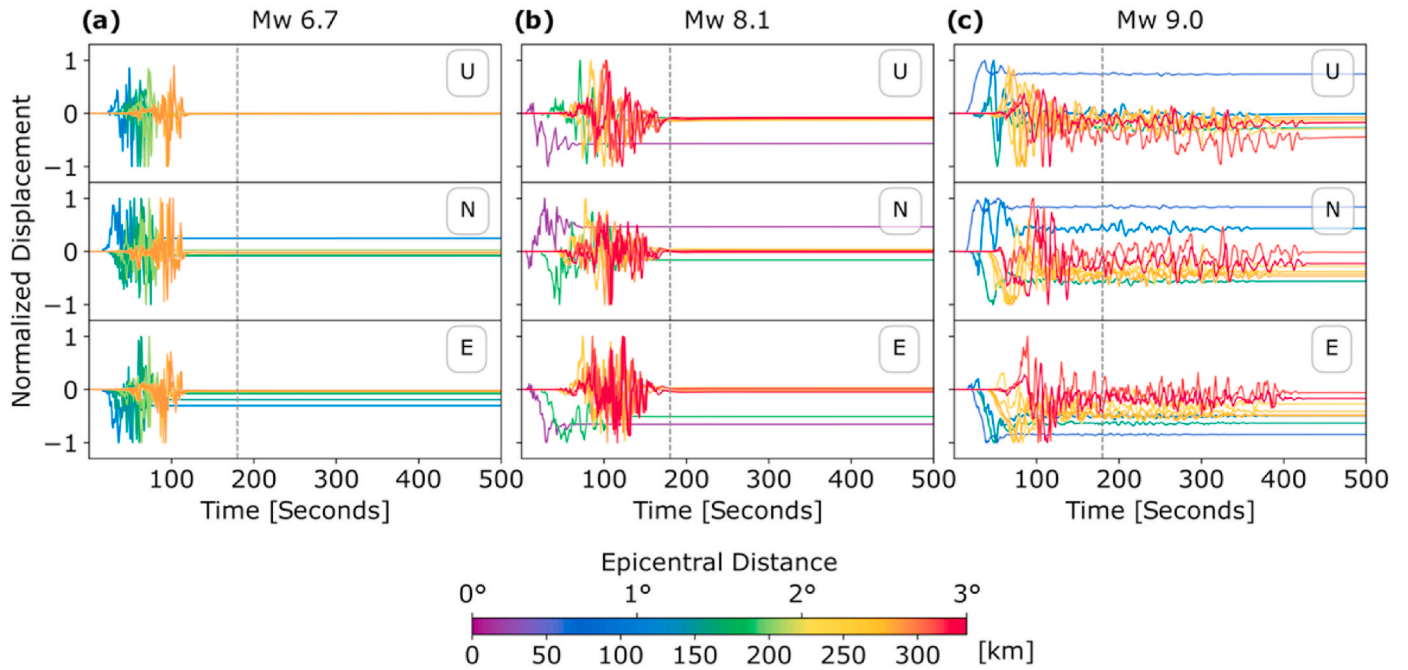 (a) Mw 6.7 (b) Mw 8.1 (c) Mw 9.0
1 U U U
0
−1
Normalized Displacement
1 N N N
0
−1
1 E E E
0
−1
100 200 300 400 500 100 200 300 400 500 100 200 300 400 500
Time [Seconds] Time [Seconds] Time [Seconds]
Epicentral Distance
0° 1° 2° 3°
0 50 100 150 200 250 300 [km]